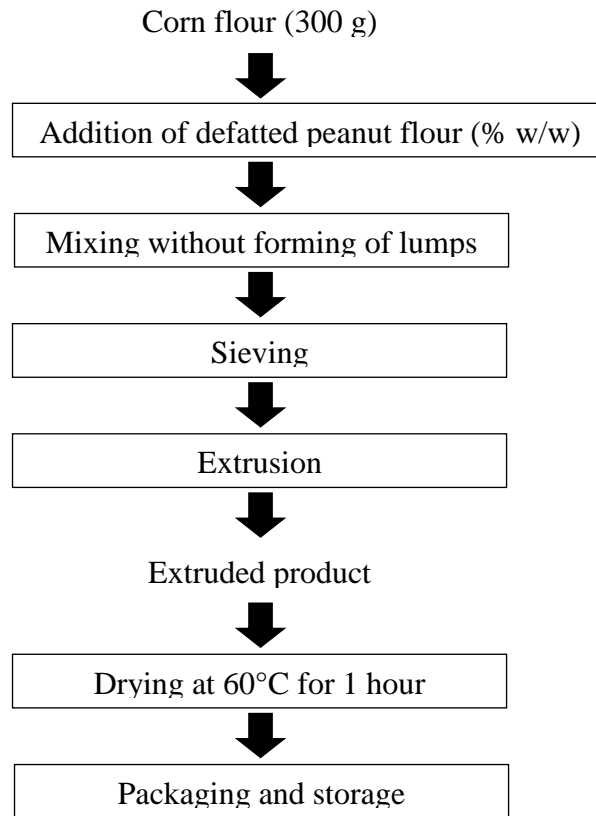 Corn flour (300 g)
Addition of defatted peanut flour (% w/w)
Mixing without forming of lumps
Sieving
Extrusion
Extruded product
Drying at 60°C for 1 hour
Packaging and storage